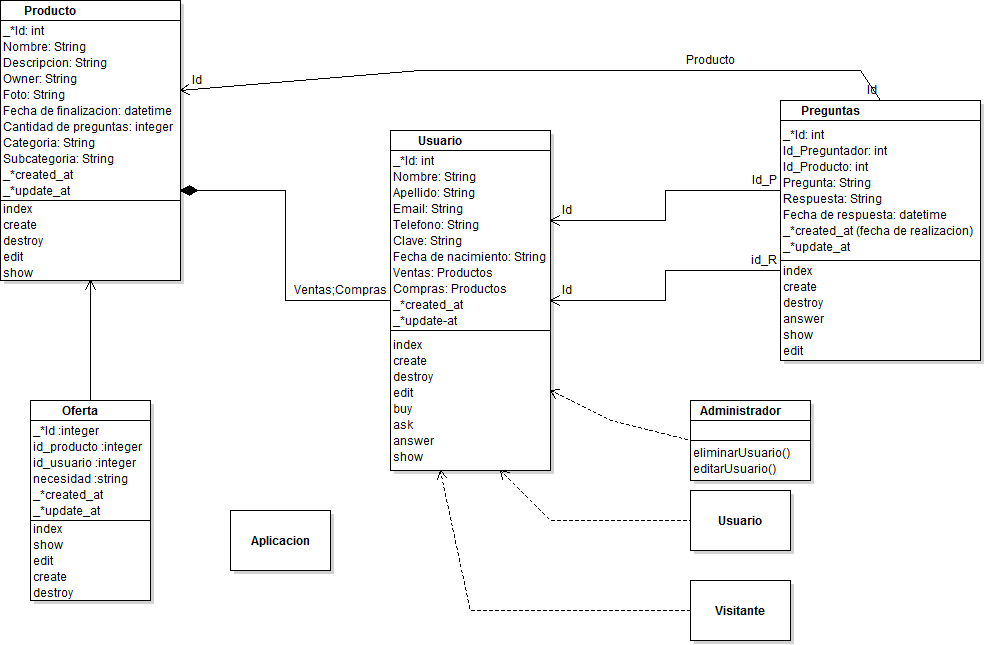 Producto
_*Id: int
Nombre: String
Descripcion: String
Owner: String
Foto: String
Fecha de finalizacion: datetime
Cantidad de preguntas: integer
Categoria: String
Subcategoria: String
_*created_at
_*update_at
index
create
destroy
edit
show
Id
Producto
Id
Preguntas
_*Id: int
Id_Preguntador: int
Id_Producto: int
Pregunta: String
Respuesta: String
Fecha de respuesta: datetime
_*created_at (fecha de realizacion)
_*update_at
index
create
destroy
answer
show
edit
Usuario
_*Id: int
Nombre: String
Apellido: String
Email: String
Telefono: String
Clave: String
Fecha de nacimiento: String
Ventas: Productos
Compras: Productos
_*created_at
_*update-at
index
create
destroy
edit
buy
ask
answer
show
Id_P
Id
id_R
Id
Ventas;Compras
Oferta
_*Id :integer
id_producto :integer
id_usuario :integer
necesidad :string
_*created_at
_*update_at
index
show
edit
create
destroy
Aplicacion
Administrador
eliminarUsuario()
editarUsuario()
Usuario
Visitante